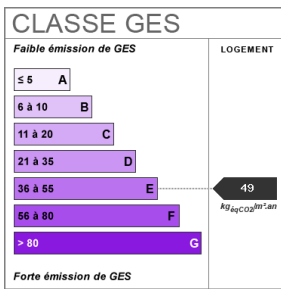 CLASSE GES
Faible émission de GES
LOGEMENT
≤ 5 A
6 à 10 B
11 à 20 C
21 à 35 D
36 à 55 E
49
kgéqCO2/m².an
56 à 80 F
> 80 G
Forte émission de GES